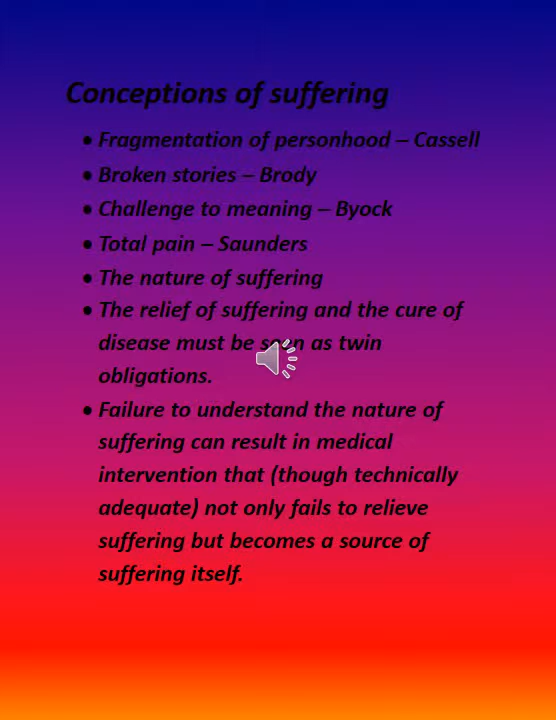 Conceptions of suffering
• Fragmentation of personhood – Cassell
• Broken stories – Brody
• Challenge to meaning – Byock
• Total pain – Saunders
• The nature of suffering
• The relief of suffering and the cure of
disease must be seen as twin
obligations.
• Failure to understand the nature of
suffering can result in medical
intervention that (though technically
adequate) not only fails to relieve
suffering but becomes a source of
suffering itself.